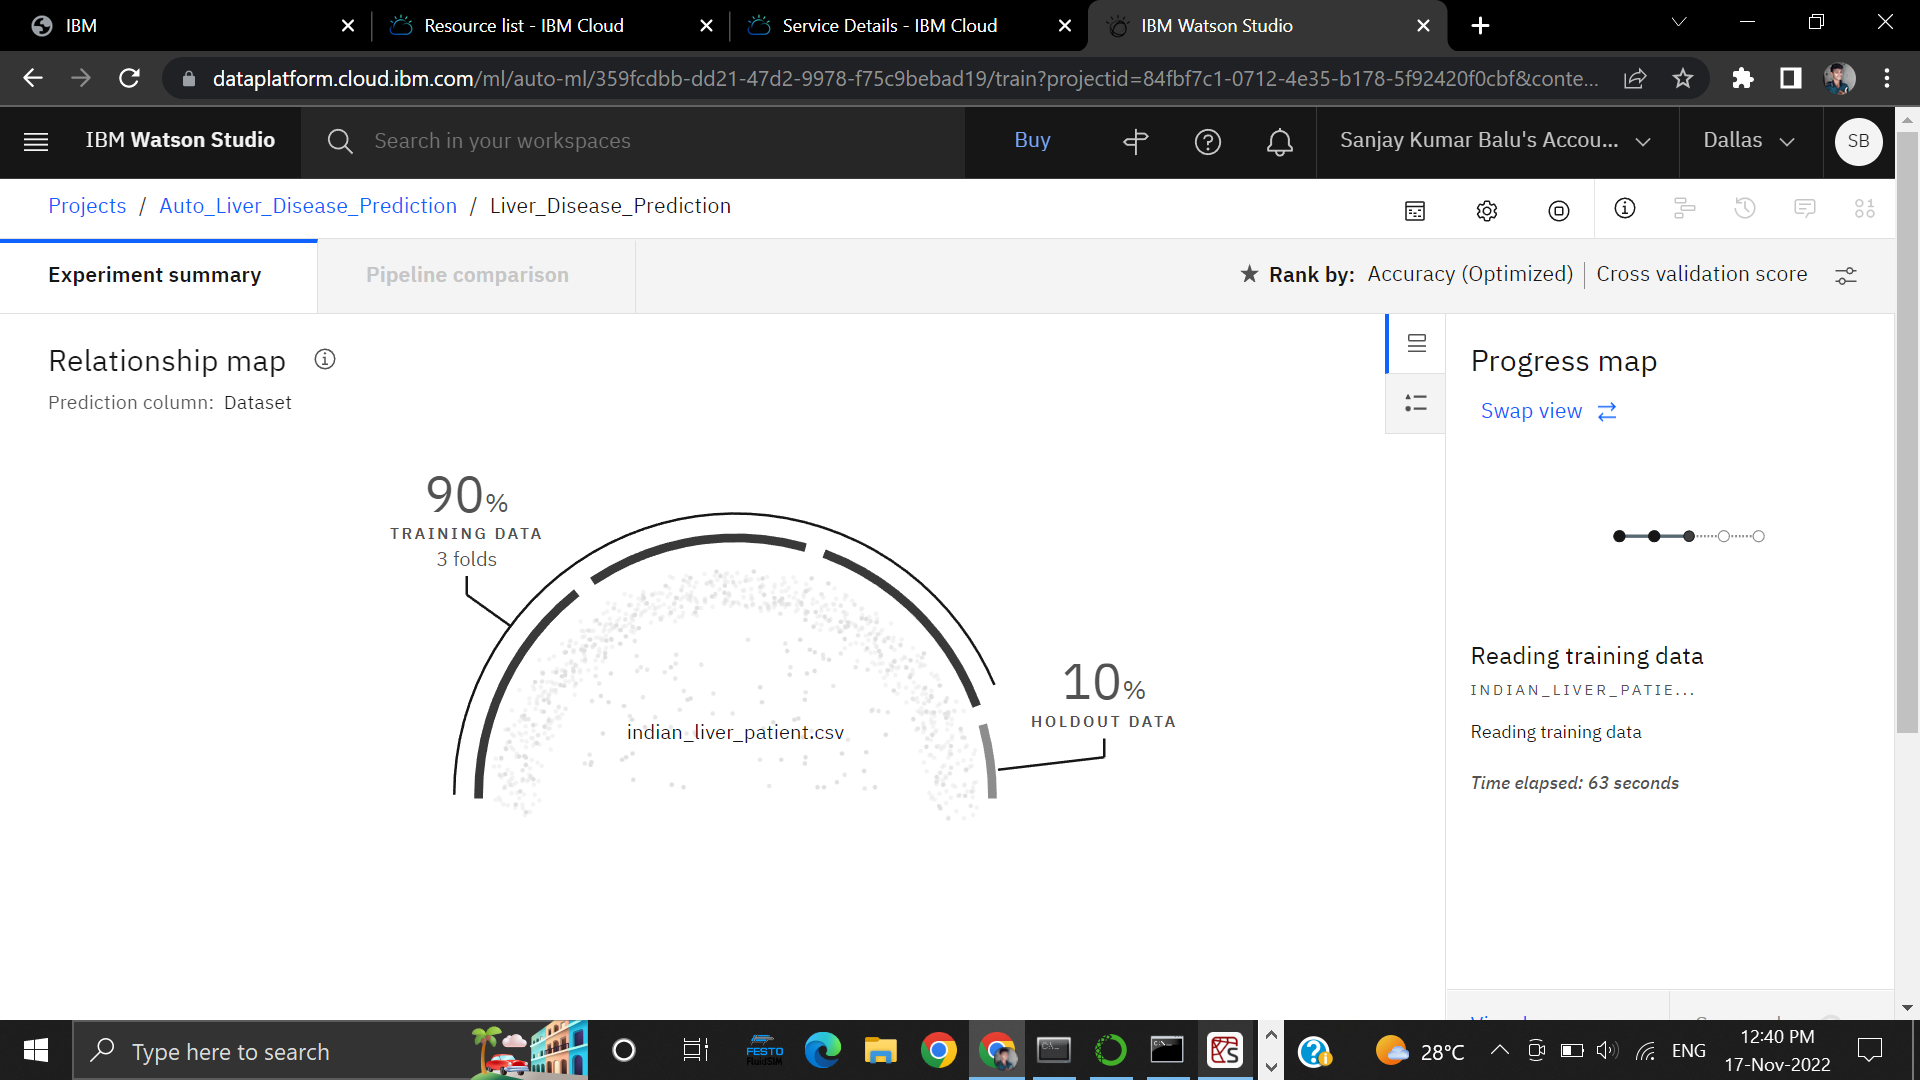 IBM
Resource list - IBM Cloud
Service Details - IBM Cloud
IBM Watson Studio
dataplatform.cloud.ibm.com/ml/auto-ml/359fcdbb-dd21-47d2-9978-f75c9bebad19/train?projectid=84fbf7c1-0712-4e35-b178-5f92420f0cbf&conte...
IBM Watson Studio
Search in your workspaces
Buy
Sanjay Kumar Balu's Accou...
Dallas
SB
Projects / Auto_Liver_Disease_Prediction / Liver_Disease_Prediction
Experiment summary
Pipeline comparison
Rank by: Accuracy (Optimized) | Cross validation score
Relationship map
Prediction column: Dataset
90%
TRAINING DATA
3 folds
indian_liver_patient.csv
10%
HOLDOUT DATA
Progress map
Swap view
Reading training data
INDIAN_LIVER_PATIE...
Reading training data
Time elapsed: 63 seconds
Type here to search
FESTO
FluidSIM
28°C
ENG
12:40 PM
17-Nov-2022